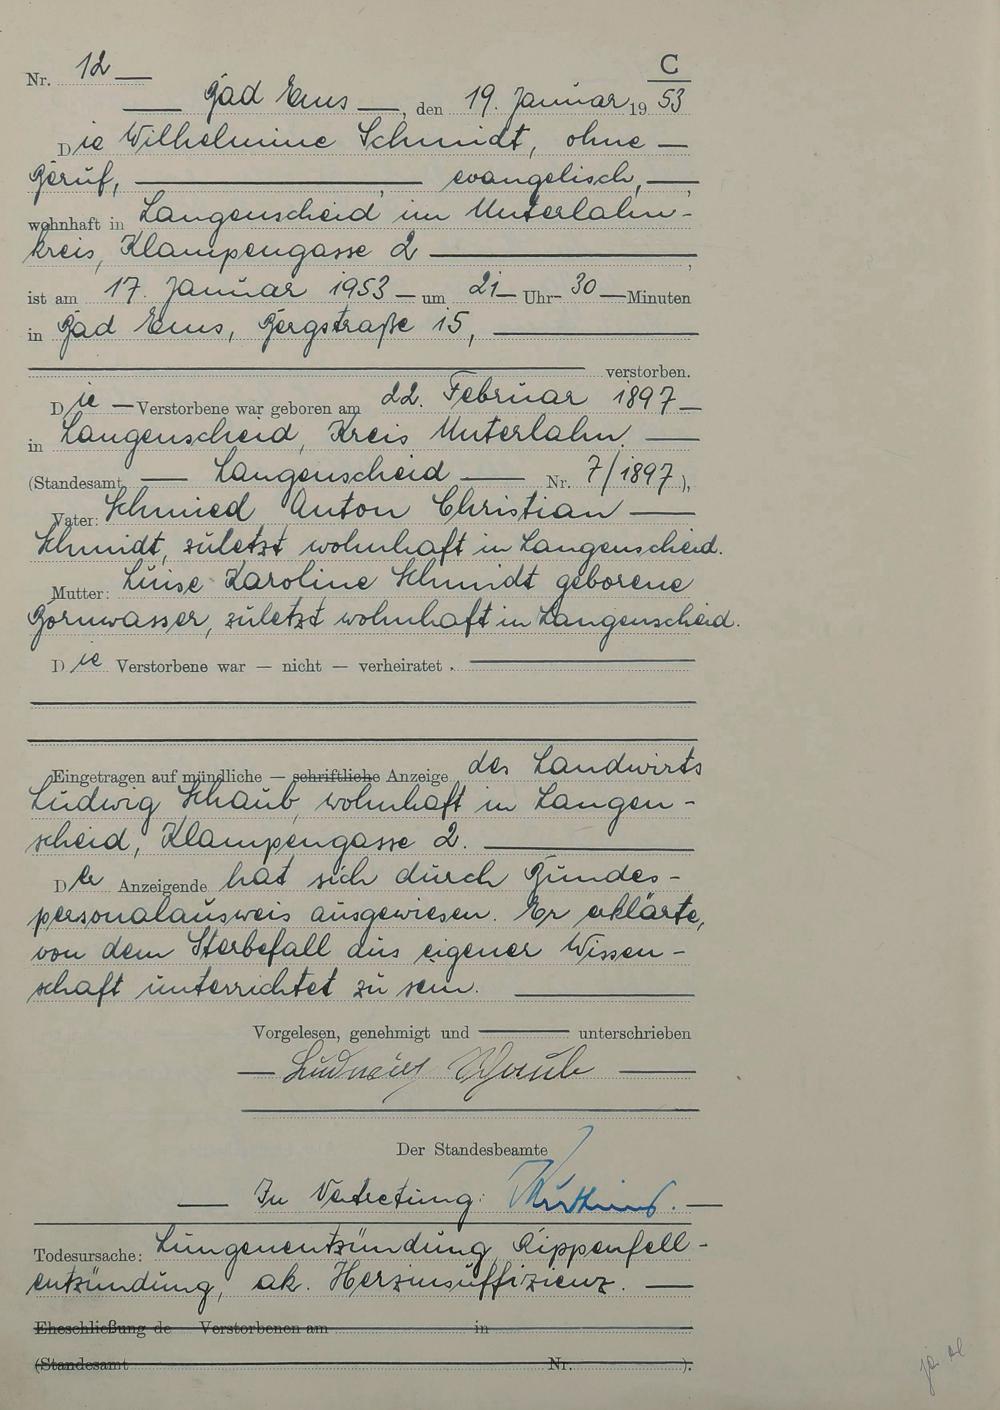 C
Nr. 12
Bad Ems, den 19. Januar 1953
Die Wilhelmine Schmidt, ohne
Beruf, evangelisch,
wohnhaft in Langenscheid im Unterlahn-
kreis, Klampengasse 2
ist am 17. Januar 1953 um 21 Uhr 30 Minuten
in Bad Ems, Bergstraße 15,
verstorben.
Die Verstorbene war geboren am 22. Februar 1897
in Langenscheid, Kreis Unterlahn.
(Standesamt Langenscheid Nr. 7/1897),
Vater: Schmied Anton Christian
Schmidt, zuletzt wohnhaft in Langenscheid.
Mutter: Luise Karoline Schmidt geborene
Bornwasser, zuletzt wohnhaft in Langenscheid.
Die Verstorbene war — nicht — verheiratet.
Eingetragen auf mündliche — schriftliche Anzeige des Landwirts
Ludwig Schaub, wohnhaft in Langen-
scheid, Klampengasse 2.
Der Anzeigende hat sich durch Bundes-
personalausweis ausgewiesen. Er erklärte,
von dem Sterbefall aus eigener Wissen-
schaft unterrichtet zu sein.
Vorgelesen, genehmigt und unterschrieben
Ludwig Schaub
Der Standesbeamte
In Vertretung:
Todesursache: Lungenentzündung, Rippenfell-
entzündung, ak. Herzinsuffizienz.
Eheschließung de Verstorbenen am in
(Standesamt Nr. ).